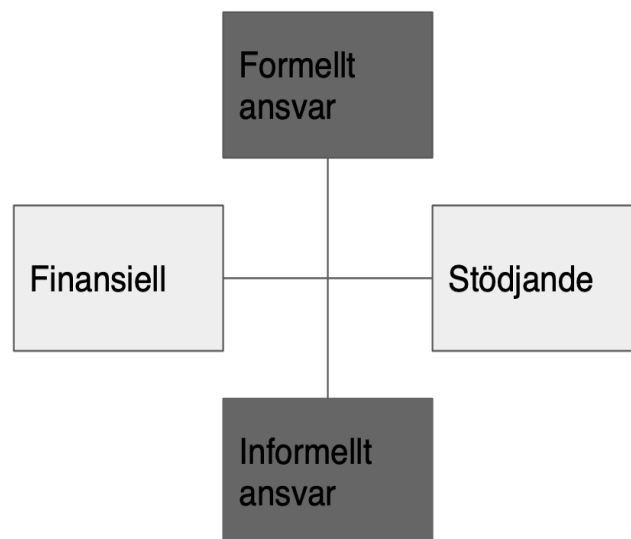 Formellt
ansvar
Finansiell
Stödjande
Informellt
ansvar